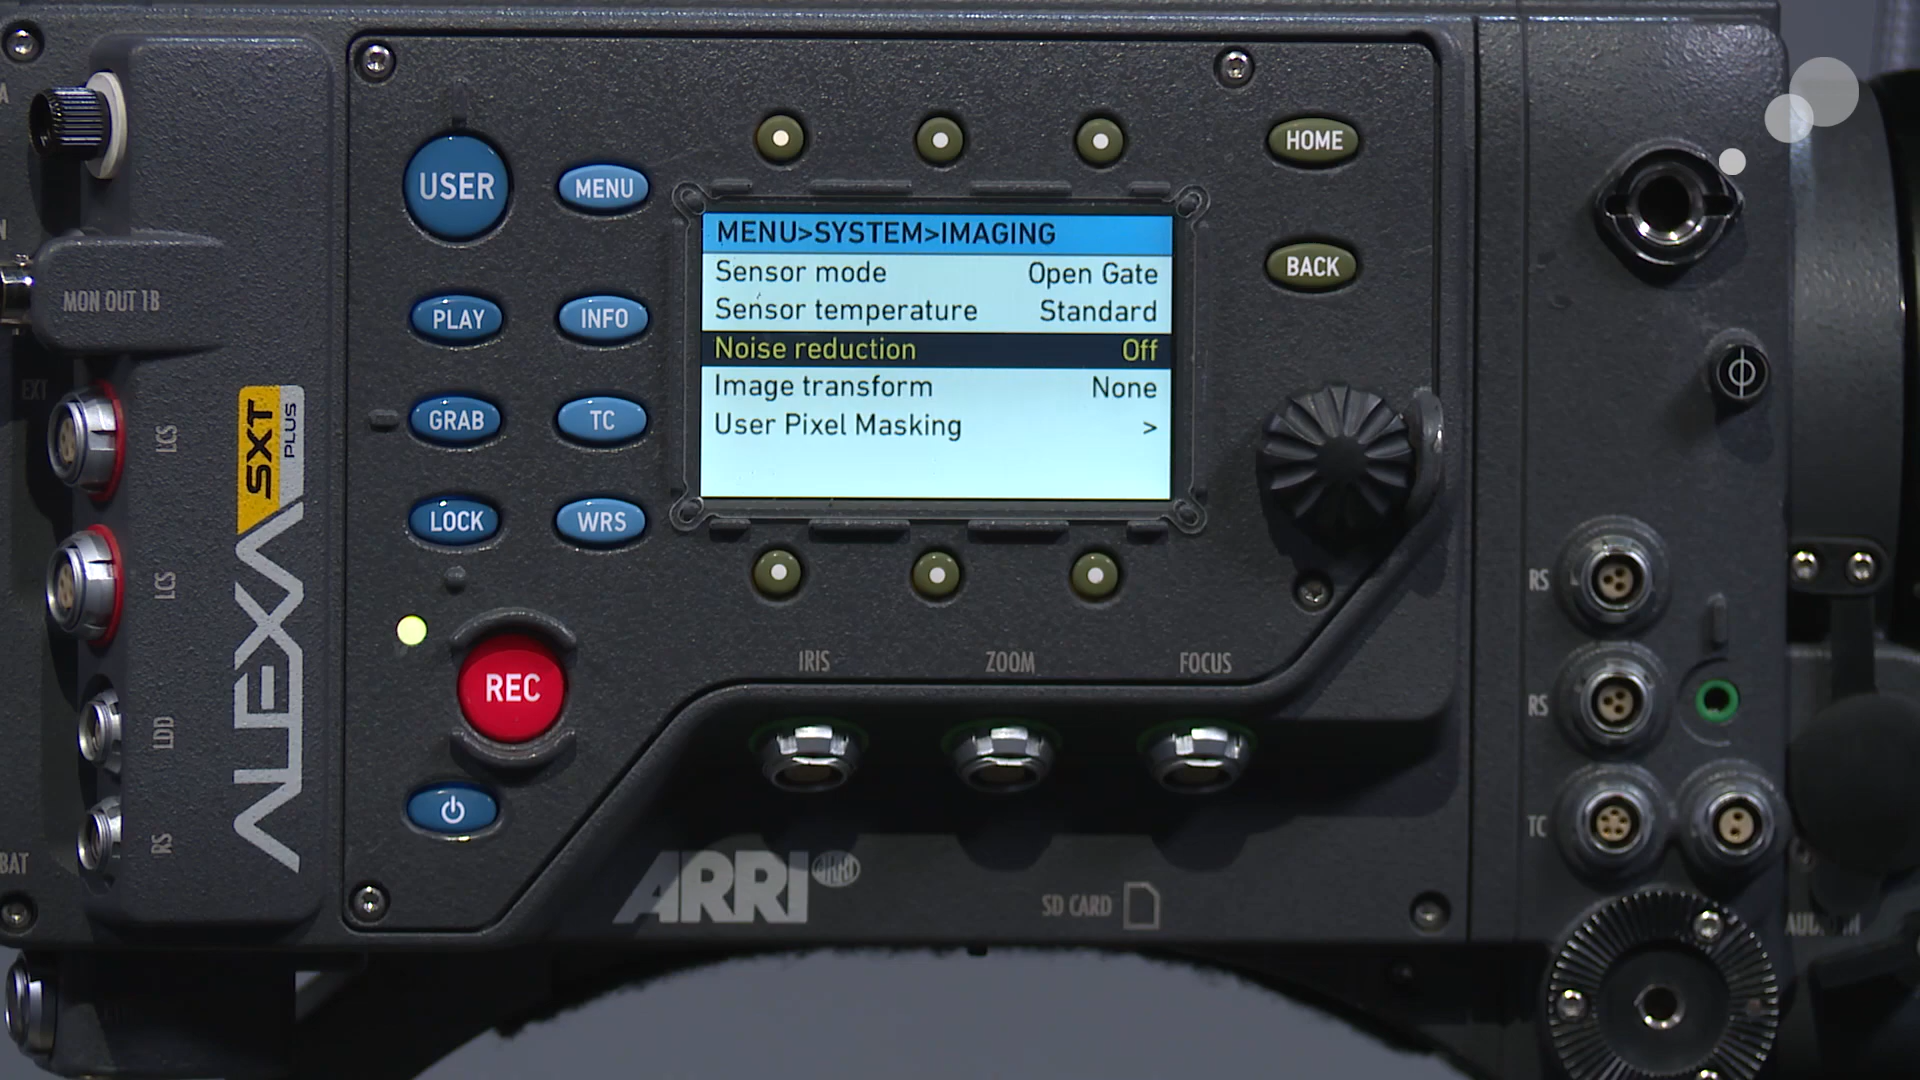 USER
MENU
HOME
MENU>SYSTEM>IMAGING
Sensor mode Open Gate
Sensor temperature Standard
Noise reduction Off
Image transform None
User Pixel Masking >
BACK
MON OUT 1B
PLAY
INFO
EXT
LCS
SXT
PLUS
GRAB
TC
LOCK
WRS
LCS
ALEXA
RS
IRIS
ZOOM
FOCUS
REC
LDD
RS
RS
TC
BAT
ARRI
ARRI
SD CARD